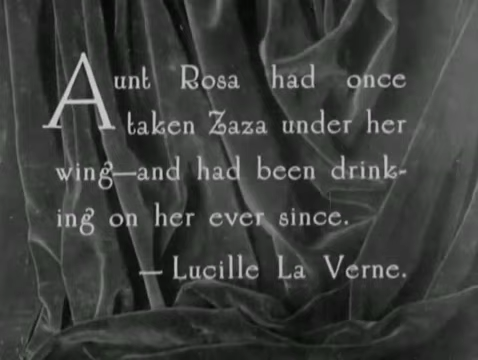 Aunt Rosa had once
taken Zaza under her
wing—and had been drink-
ing on her ever since.
— Lucille La Verne.